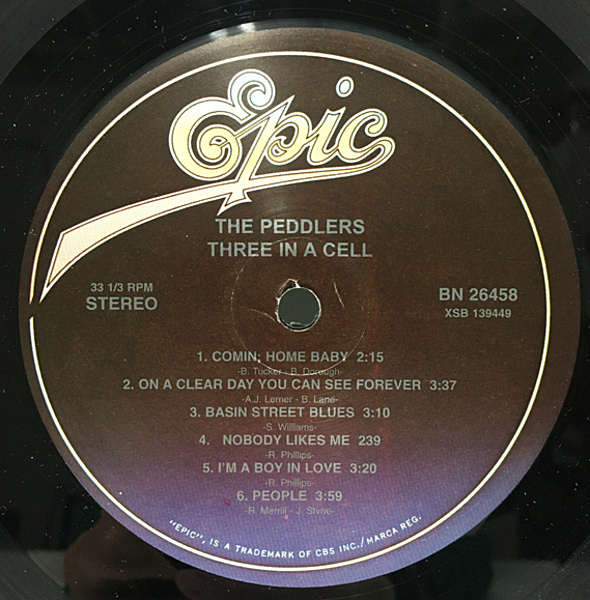 Epic
THE PEDDLERS
THREE IN A CELL
33 1/3 RPM
STEREO
BN 26458
XSB 139449
1. COMIN; HOME BABY 2:15
-B. Tucker - B. Dorough-
2. ON A CLEAR DAY YOU CAN SEE FOREVER 3:37
-A.J. Lerner - B. Lane-
3. BASIN STREET BLUES 3:10
-S. Williams-
4. NOBODY LIKES ME 239
-R. Phillips-
5. I'M A BOY IN LOVE 3:20
-R. Phillips-
6. PEOPLE 3:59
-R. Merrill - J. Styne-
"EPIC", IS A TRADEMARK OF CBS INC./ MARCA REG.